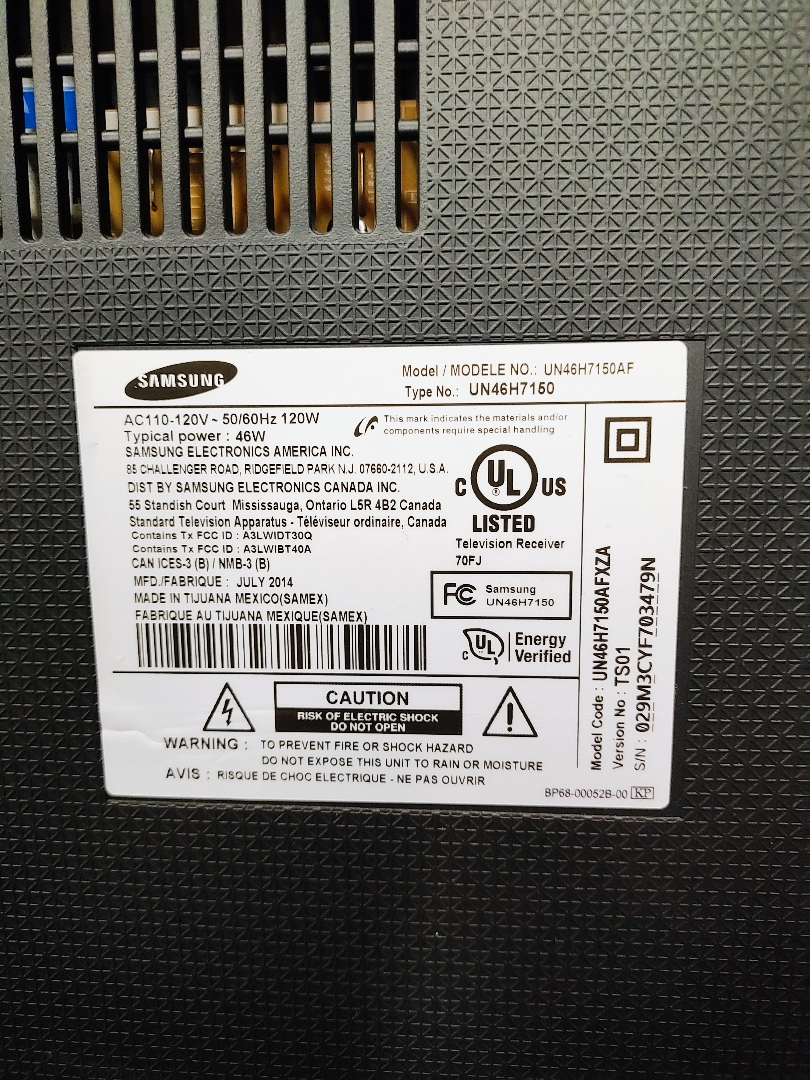 SAMSUNG
Model / MODELE NO.: UN46H7150AF
Type No.: UN46H7150
AC110-120V ~ 50/60Hz 120W
Typical power : 46W
This mark indicates the materials and/or
components require special handling
SAMSUNG ELECTRONICS AMERICA INC.
85 CHALLENGER ROAD, RIDGEFIELD PARK N.J. 07660-2112, U.S.A.
DIST BY SAMSUNG ELECTRONICS CANADA INC.
55 Standish Court Mississauga, Ontario L5R 4B2 Canada
Standard Television Apparatus - Téléviseur ordinaire, Canada
Contains Tx FCC ID : A3LWIDT30Q
Contains Tx FCC ID : A3LWIBT40A
CAN ICES-3 (B) / NMB-3 (B)
MFD./FABRIQUE : JULY 2014
MADE IN TIJUANA MEXICO(SAMEX)
FABRIQUE AU TIJUANA MEXIQUE(SAMEX)
C UL ® US
LISTED
Television Receiver
70FJ
FC Samsung
UN46H7150
C UL Energy
Verified
Model Code : UN46H7150AFXZA
Version No : TS01
S/N : 029M3CYF703479N
CAUTION
RISK OF ELECTRIC SHOCK
DO NOT OPEN
WARNING : TO PREVENT FIRE OR SHOCK HAZARD
DO NOT EXPOSE THIS UNIT TO RAIN OR MOISTURE
AVIS : RISQUE DE CHOC ELECTRIQUE - NE PAS OUVRIR
BP68-00052B-00 KP